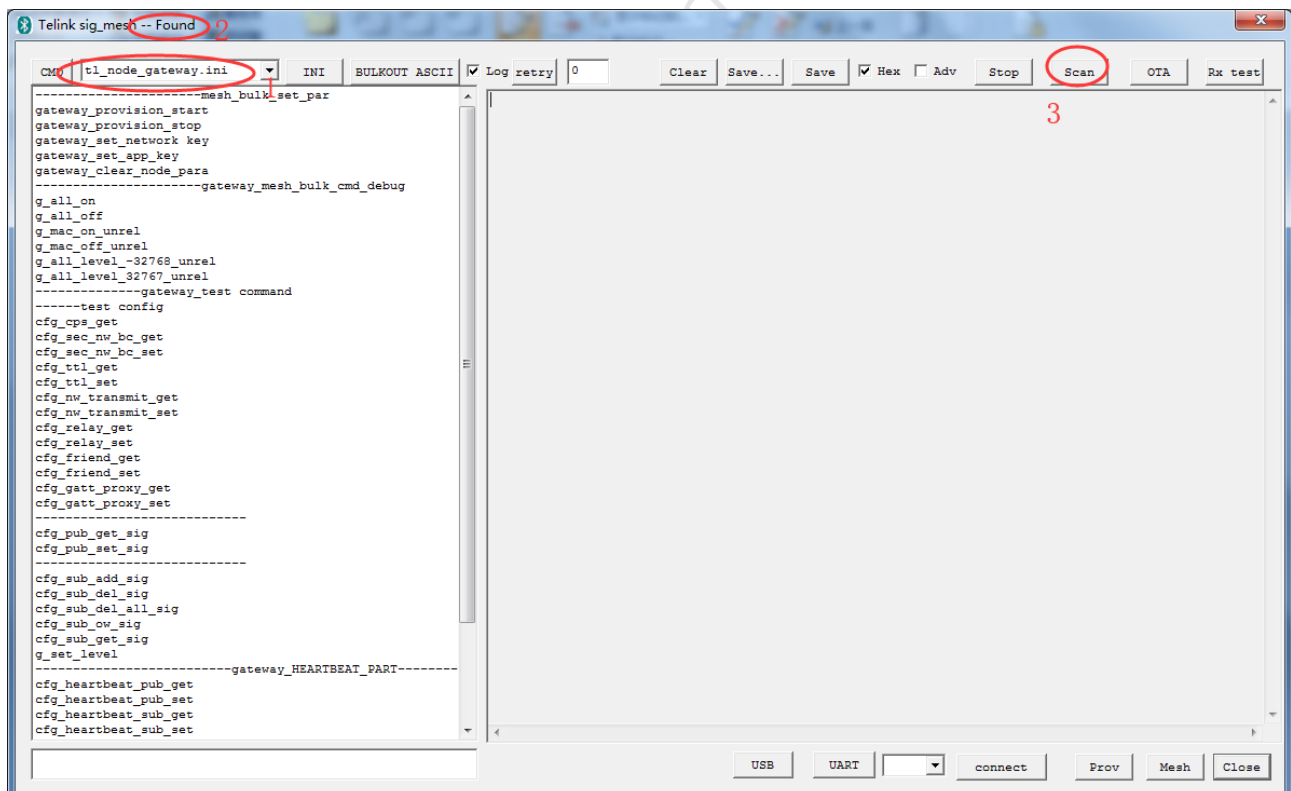 Telink sig_mesh -- Found 2
CMD tl_node_gateway.ini INI BULKOUT ASCII Log retry 0 Clear Save... Save Hex Adv Stop Scan OTA Rx test
1
3
----------------------mesh_bulk_set_par
gateway_provision_start
gateway_provision_stop
gateway_set_network key
gateway_set_app_key
gateway_clear_node_para
----------------------gateway_mesh_bulk_cmd_debug
g_all_on
g_all_off
g_mac_on_unrel
g_mac_off_unrel
g_all_level_-32768_unrel
g_all_level_32767_unrel
--------------gateway_test command
------test config
cfg_cps_get
cfg_sec_nw_bc_get
cfg_sec_nw_bc_set
cfg_ttl_get
cfg_ttl_set
cfg_nw_transmit_get
cfg_nw_transmit_set
cfg_relay_get
cfg_relay_set
cfg_friend_get
cfg_friend_set
cfg_gatt_proxy_get
cfg_gatt_proxy_set
----------------------------
cfg_pub_get_sig
cfg_pub_set_sig
----------------------------
cfg_sub_add_sig
cfg_sub_del_sig
cfg_sub_del_all_sig
cfg_sub_ow_sig
cfg_sub_get_sig
g_set_level
--------------------------gateway_HEARTBEAT_PART--------
cfg_heartbeat_pub_get
cfg_heartbeat_pub_set
cfg_heartbeat_sub_get
cfg_heartbeat_sub_set
USB UART connect Prov Mesh Close